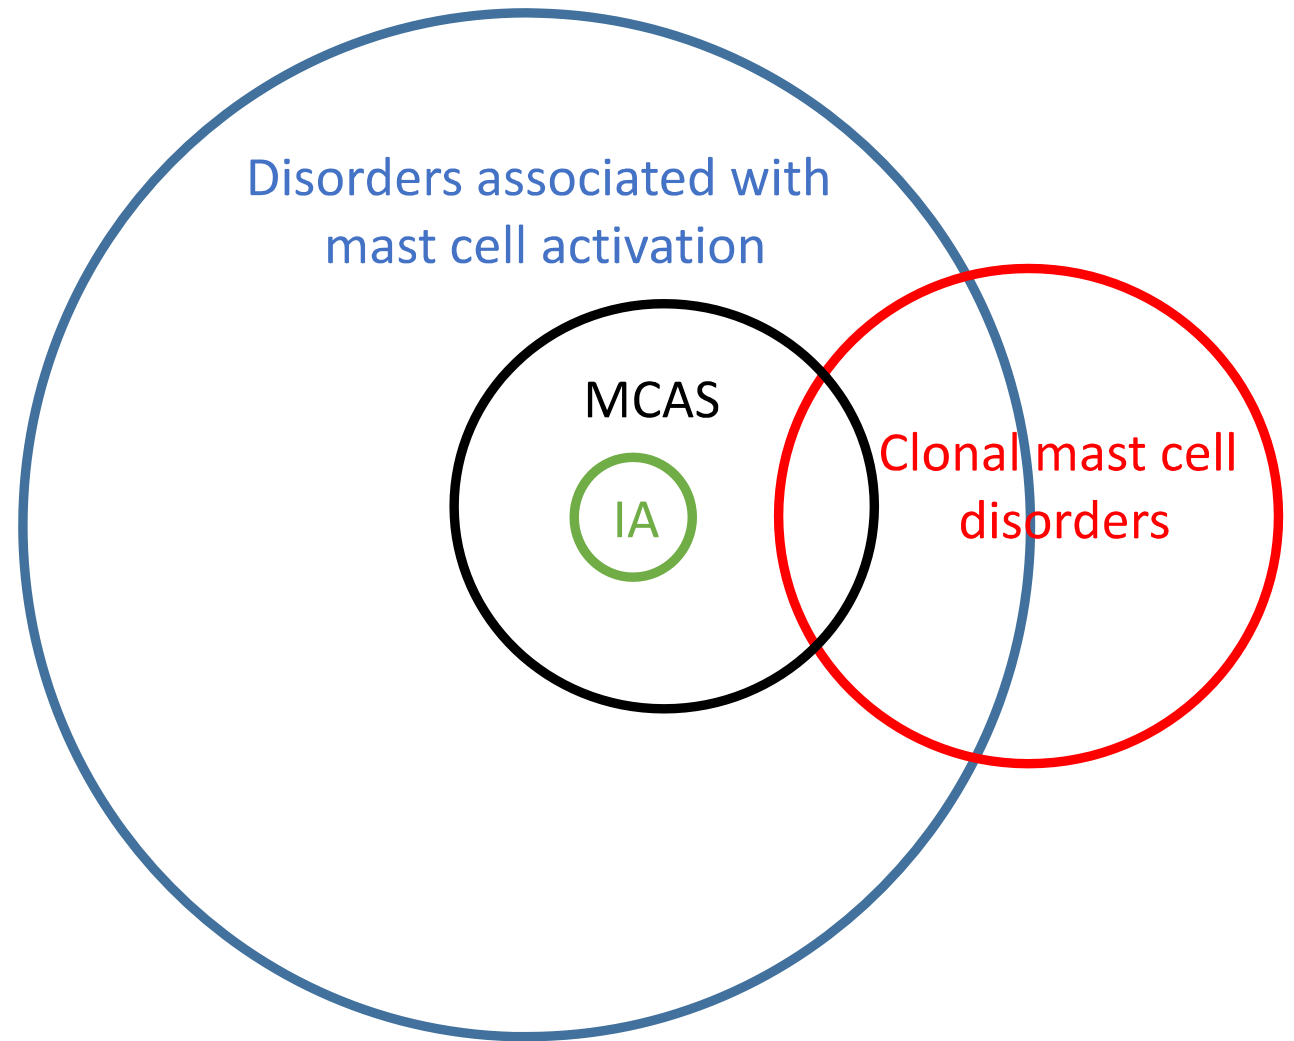 Disorders associated with
mast cell activation
MCAS
IA
Clonal mast cell
disorders